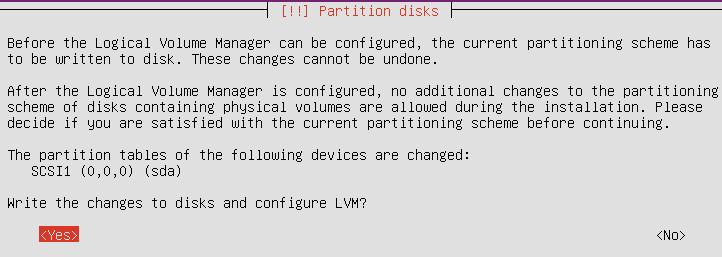 [!!] Partition disks
Before the Logical Volume Manager can be configured, the current partitioning scheme has
to be written to disk. These changes cannot be undone.
After the Logical Volume Manager is configured, no additional changes to the partitioning
scheme of disks containing physical volumes are allowed during the installation. Please
decide if you are satisfied with the current partitioning scheme before continuing.
The partition tables of the following devices are changed:
SCSI1 (0,0,0) (sda)
Write the changes to disks and configure LVM?
<Yes> <No>